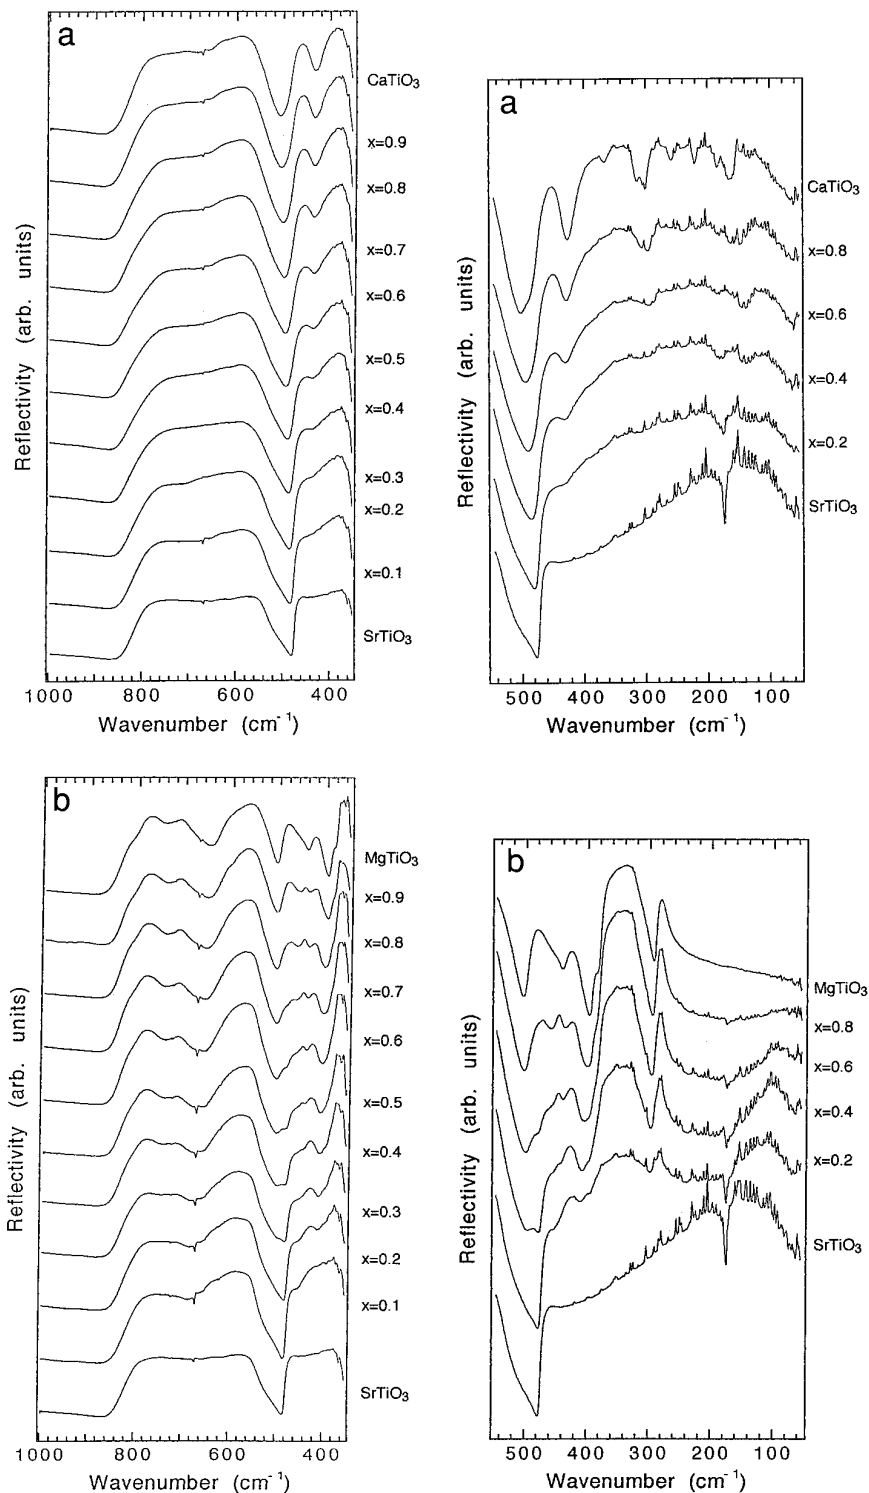 a
Reflectivity (arb. units)
CaTiO3
x=0.9
x=0.8
x=0.7
x=0.6
x=0.5
x=0.4
x=0.3
x=0.2
x=0.1
SrTiO3
1000 800 600 400
Wavenumber (cm-1)
a
Reflectivity (arb. units)
CaTiO3
x=0.8
x=0.6
x=0.4
x=0.2
SrTiO3
500 400 300 200 100
Wavenumber (cm-1)
b
Reflectivity (arb. units)
MgTiO3
x=0.9
x=0.8
x=0.7
x=0.6
x=0.5
x=0.4
x=0.3
x=0.2
x=0.1
SrTiO3
1000 800 600 400
Wavenumber (cm-1)
b
Reflectivity (arb. units)
MgTiO3
x=0.8
x=0.6
x=0.4
x=0.2
SrTiO3
500 400 300 200 100
Wavenumber (cm-1)